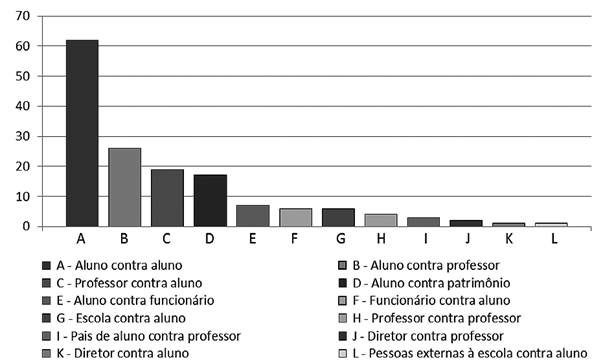 70
60
50
40
30
20
10
0
A B C D E F G H I J K L
A - Aluno contra aluno
B - Aluno contra professor
C - Professor contra aluno
D - Aluno contra patrimônio
E - Aluno contra funcionário
F - Funcionário contra aluno
G - Escola contra aluno
H - Professor contra professor
I - Pais de aluno contra professor
J - Diretor contra professor
K - Diretor contra aluno
L - Pessoas externas à escola contra aluno